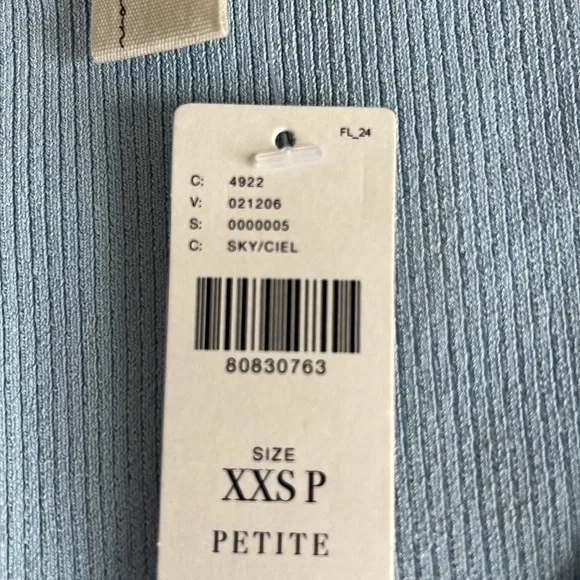 FL_24
C: 4922
V: 021206
S: 0000005
C: SKY/CIEL
80830763
SIZE
XXS P
PETITE